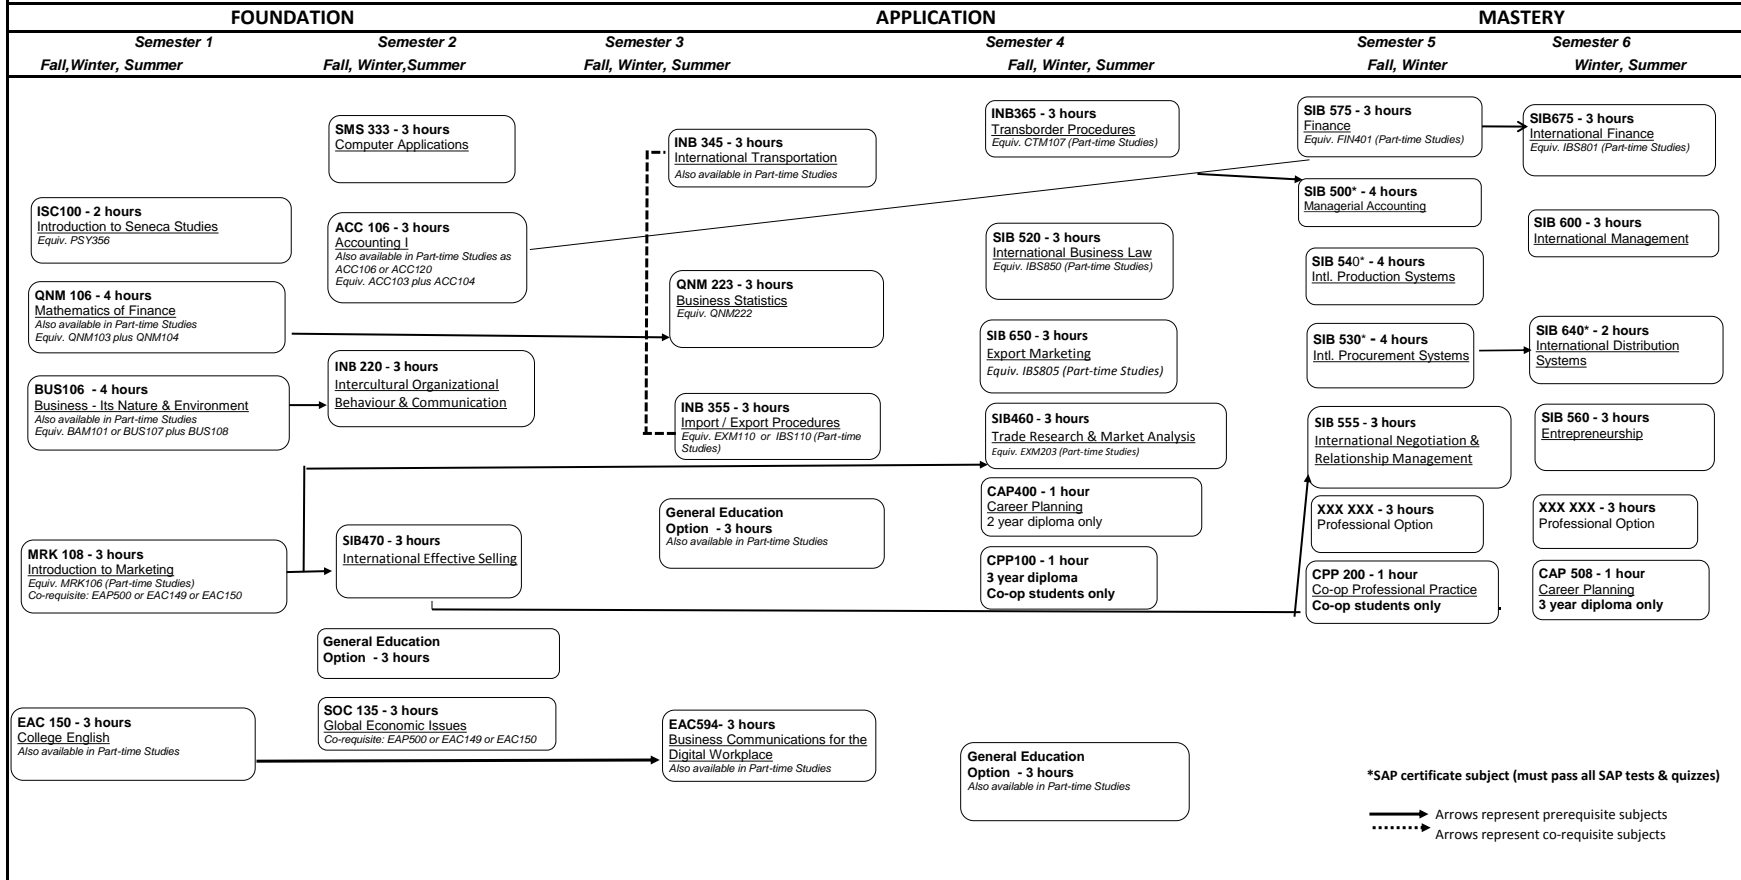 FOUNDATION
APPLICATION
MASTERY
Semester 1
Semester 2
Semester 3
Semester 4
Semester 5
Semester 6
Fall,Winter, Summer
Fall, Winter,Summer
Fall, Winter, Summer
Fall, Winter, Summer
Fall, Winter
Winter, Summer
ISC100 - 2 hours
Introduction to Seneca Studies
Equiv. PSY356
QNM 106 - 4 hours
Mathematics of Finance
Also available in Part-time Studies
Equiv. QNM103 plus QNM104
BUS106 - 4 hours
Business - Its Nature & Environment
Also available in Part-time Studies
Equiv. BAM101 or BUS107 plus BUS108
MRK 108 - 3 hours
Introduction to Marketing
Equiv. MRK106 (Part-time Studies)
Co-requisite: EAP500 or EAC149 or EAC150
EAC 150 - 3 hours
College English
Also available in Part-time Studies
SMS 333 - 3 hours
Computer Applications
ACC 106 - 3 hours
Accounting I
Also available in Part-time Studies as
ACC106 or ACC120
Equiv. ACC103 plus ACC104
INB 220 - 3 hours
Intercultural Organizational
Behaviour & Communication
SIB470 - 3 hours
International Effective Selling
General Education
Option - 3 hours
SOC 135 - 3 hours
Global Economic Issues
Co-requisite: EAP500 or EAC149 or EAC150
INB 345 - 3 hours
International Transportation
Also available in Part-time Studies
QNM 223 - 3 hours
Business Statistics
Equiv. QNM222
INB 355 - 3 hours
Import / Export Procedures
Equiv. EXM110 or IBS110 (Part-time
Studies)
General Education
Option - 3 hours
Also available in Part-time Studies
EAC594- 3 hours
Business Communications for the
Digital Workplace
Also available in Part-time Studies
INB365 - 3 hours
Transborder Procedures
Equiv. CTM107 (Part-time Studies)
SIB 520 - 3 hours
International Business Law
Equiv. IBS850 (Part-time Studies)
SIB 650 - 3 hours
Export Marketing
Equiv. IBS805 (Part-time Studies)
SIB460 - 3 hours
Trade Research & Market Analysis
Equiv. EXM203 (Part-time Studies)
CAP400 - 1 hour
Career Planning
2 year diploma only
CPP100 - 1 hour
3 year diploma
Co-op students only
General Education
Option - 3 hours
Also available in Part-time Studies
SIB 575 - 3 hours
Finance
Equiv. FIN401 (Part-time Studies)
SIB 500* - 4 hours
Managerial Accounting
SIB 540* - 4 hours
Intl. Production Systems
SIB 530* - 4 hours
Intl. Procurement Systems
SIB 555 - 3 hours
International Negotiation &
Relationship Management
XXX XXX - 3 hours
Professional Option
CPP 200 - 1 hour
Co-op Professional Practice
Co-op students only
SIB675 - 3 hours
International Finance
Equiv. IBS801 (Part-time Studies)
SIB 600 - 3 hours
International Management
SIB 640* - 2 hours
International Distribution
Systems
SIB 560 - 3 hours
Entrepreneurship
XXX XXX - 3 hours
Professional Option
CAP 508 - 1 hour
Career Planning
3 year diploma only
*SAP certificate subject (must pass all SAP tests & quizzes)
Arrows represent prerequisite subjects
Arrows represent co-requisite subjects